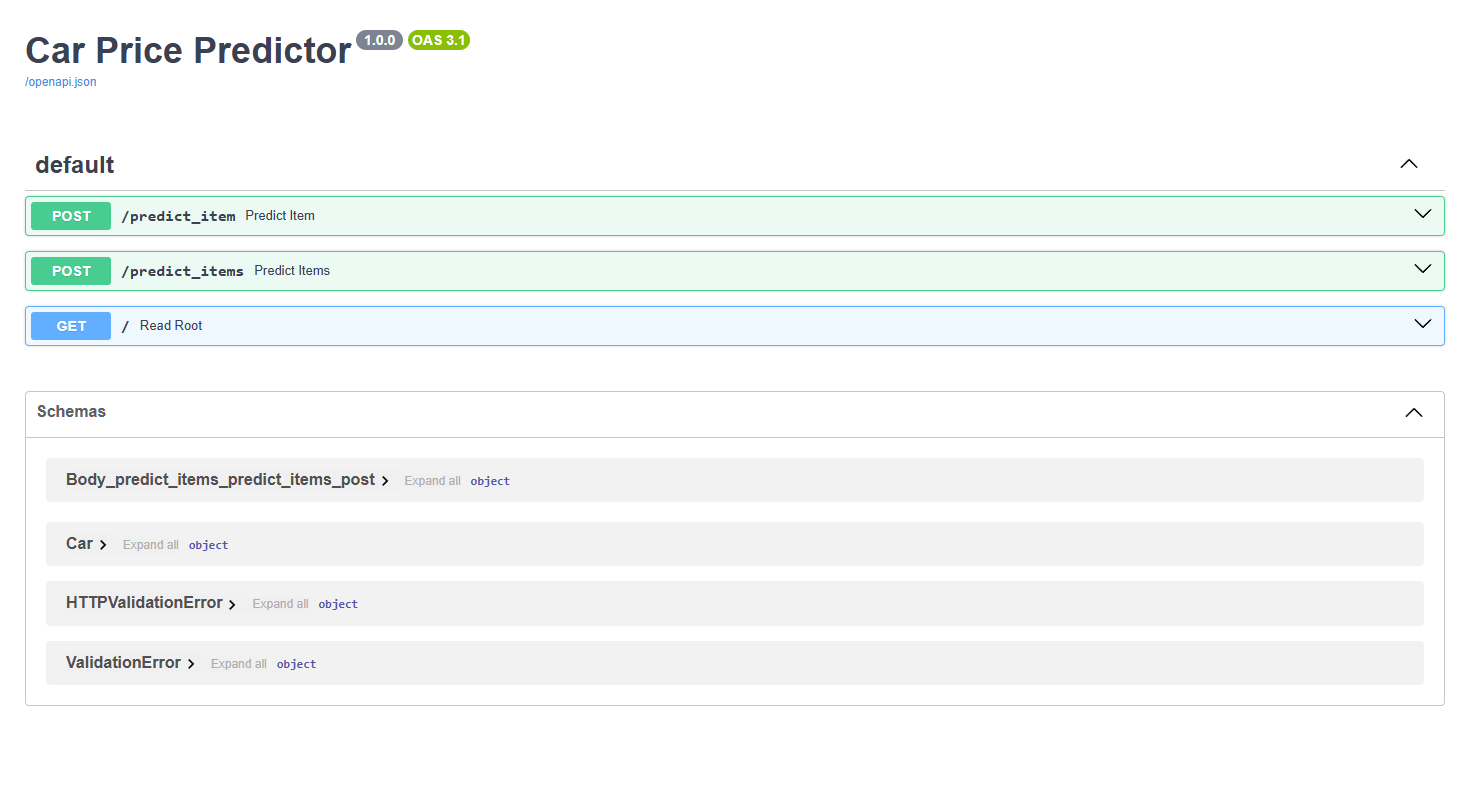 Car Price Predictor 1.0.0 OAS 3.1
/openapi.json
default
POST /predict_item Predict Item
POST /predict_items Predict Items
GET / Read Root
Schemas
Body_predict_items_predict_items_post Expand all object
Car Expand all object
HTTPValidationError Expand all object
ValidationError Expand all object